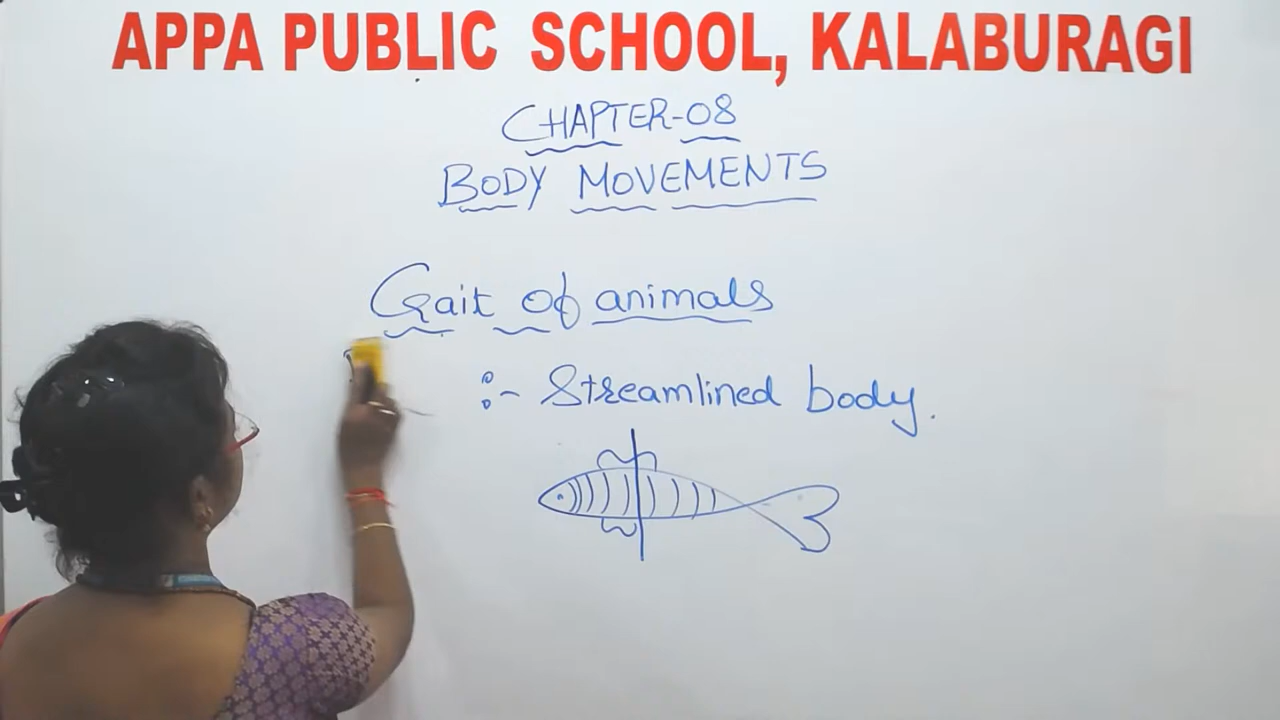 APPA PUBLIC SCHOOL, KALABURAGI
CHAPTER-08
BODY MOVEMENTS
Gait of animals
:- Streamlined body.